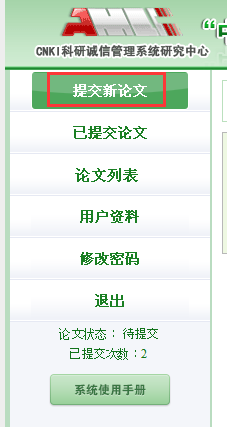 AMLC
“中
CNKI科研诚信管理系统研究中心
提交新论文
已提交论文
论文列表
用户资料
修改密码
退出
论文状态：待提交
已提交次数：2
系统使用手册